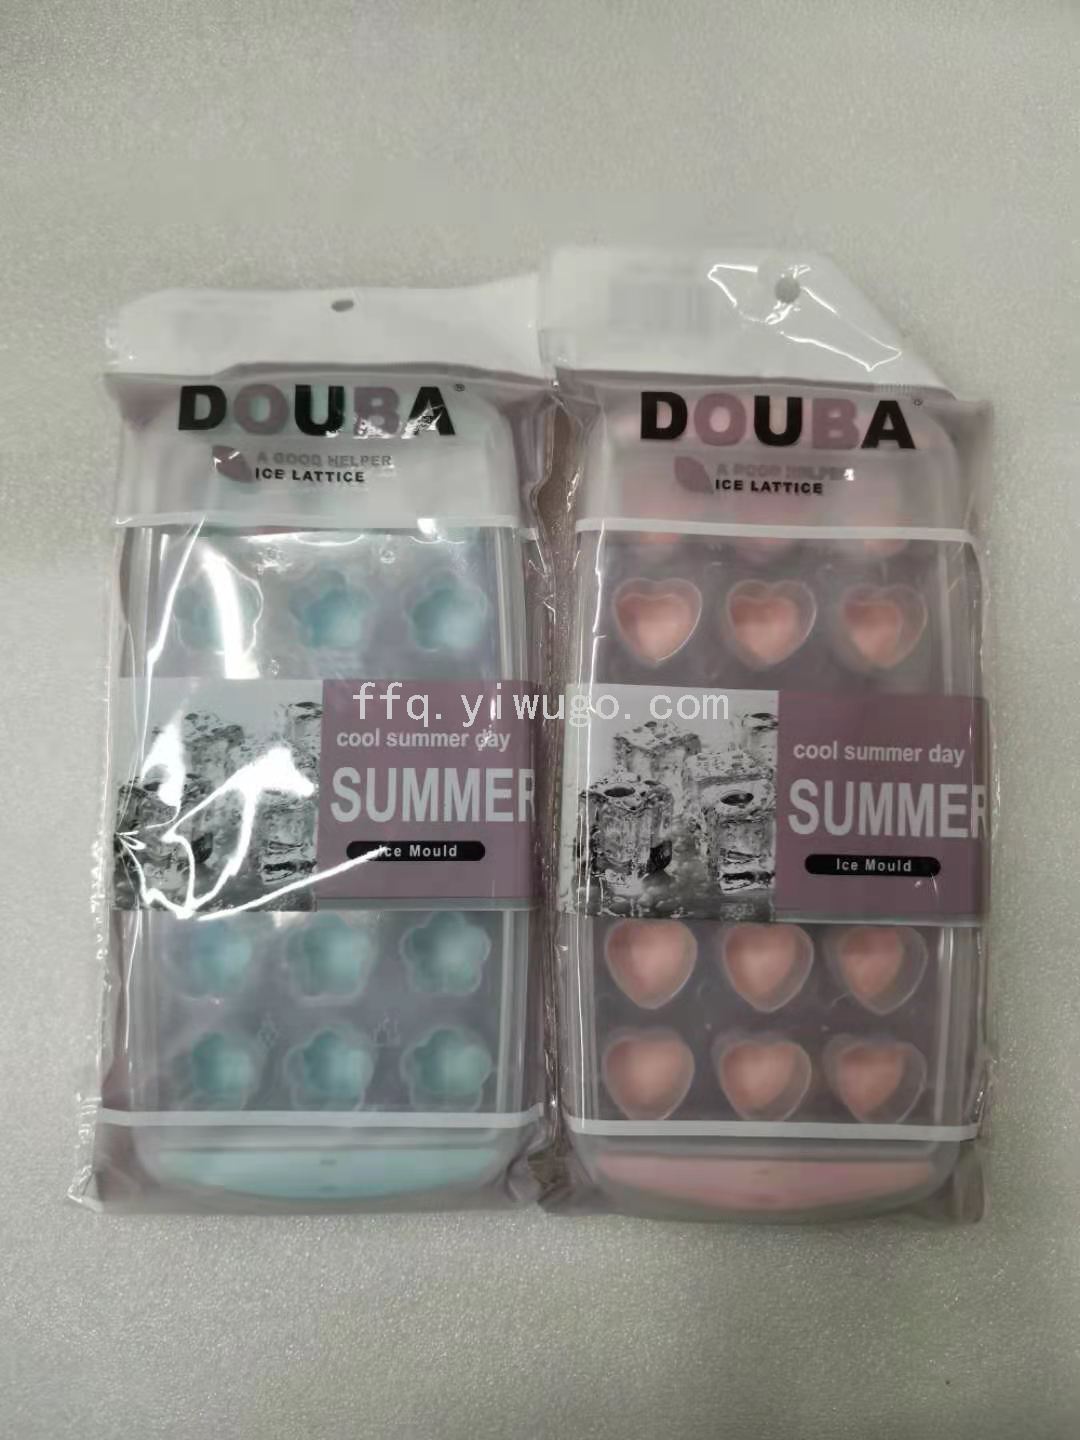 DOUBA®
A GOOD HELPER
ICE LATTICE
DOUBA®
A GOOD HELPER
ICE LATTICE
ffq.yiwugo.com
cool summer day
SUMMER
Ice Mould
cool summer day
SUMMER
Ice Mould